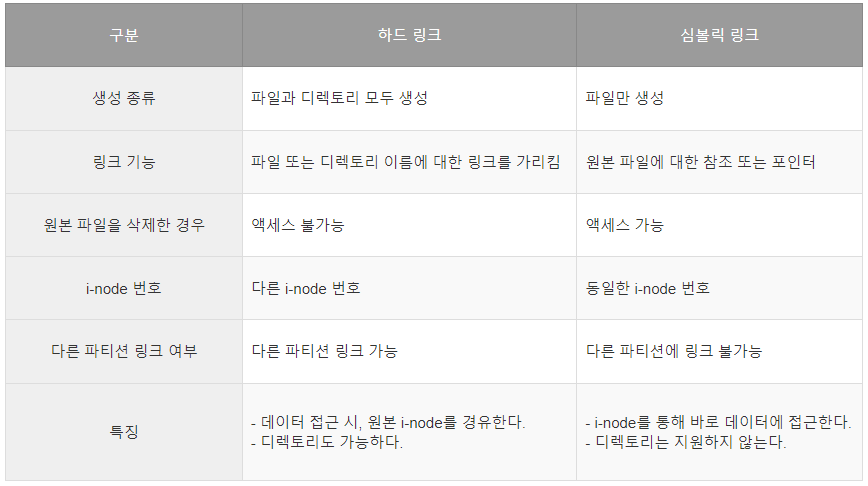 구분 하드 링크 심볼릭 링크
생성 종류 파일과 디렉토리 모두 생성 파일만 생성
링크 기능 파일 또는 디렉토리 이름에 대한 링크를 가리킴 원본 파일에 대한 참조 또는 포인터
원본 파일을 삭제한 경우 액세스 불가능 액세스 가능
i-node 번호 다른 i-node 번호 동일한 i-node 번호
다른 파티션 링크 여부 다른 파티션 링크 가능 다른 파티션에 링크 불가능
특징
- 데이터 접근 시, 원본 i-node를 경유한다.
- 디렉토리도 가능하다.
- i-node를 통해 바로 데이터에 접근한다.
- 디렉토리는 지원하지 않는다.